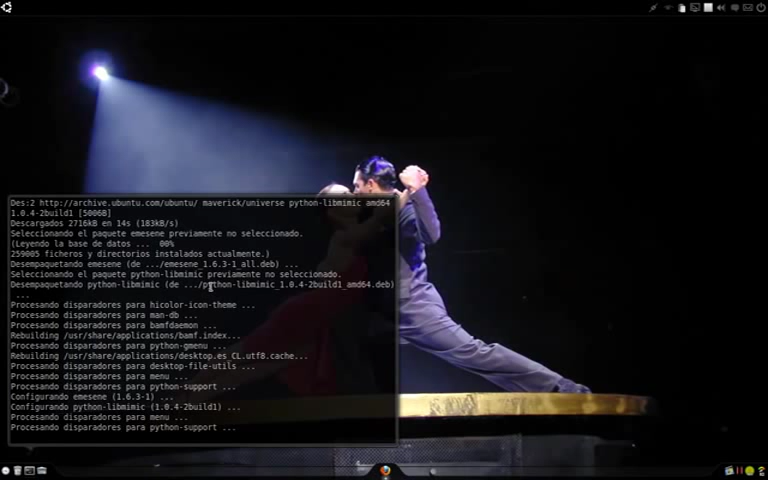 Des:2 http://archive.ubuntu.com/ubuntu/ maverick/universe python-libmimic amd64
1.0.4-2build1 [5006B]
Descargados 2716kB en 14s (183kB/s)
Seleccionando el paquete emesene previamente no seleccionado.
(Leyendo la base de datos ...  00%
259005 ficheros y directorios instalados actualmente.)
Desempaquetando emesene (de .../emesene_1.6.3-1_all.deb) ...
Seleccionando el paquete python-libmimic previamente no seleccionado.
Desempaquetando python-libmimic (de .../python-libmimic_1.0.4-2build1_amd64.deb)
...
Procesando disparadores para hicolor-icon-theme ...
Procesando disparadores para man-db ...
Procesando disparadores para bamfdaemon ...
Rebuilding /usr/share/applications/bamf.index...
Procesando disparadores para python-gmenu ...
Rebuilding /usr/share/applications/desktop.es_CL.utf8.cache...
Procesando disparadores para desktop-file-utils ...
Procesando disparadores para menu ...
Procesando disparadores para python-support ...
Configurando emesene (1.6.3-1) ...
Configurando python-libmimic (1.0.4-2build1) ...
Procesando disparadores para menu ...
Procesando disparadores para python-support ...